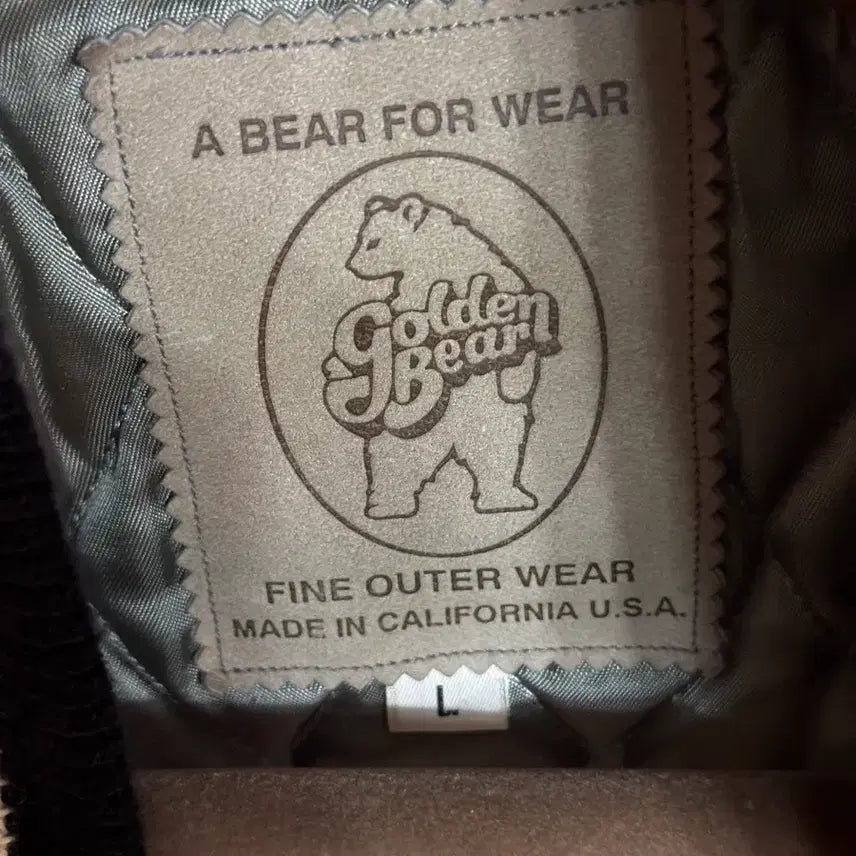 A BEAR FOR WEAR
Golden
Bear
FINE OUTER WEAR
MADE IN CALIFORNIA U.S.A.
L